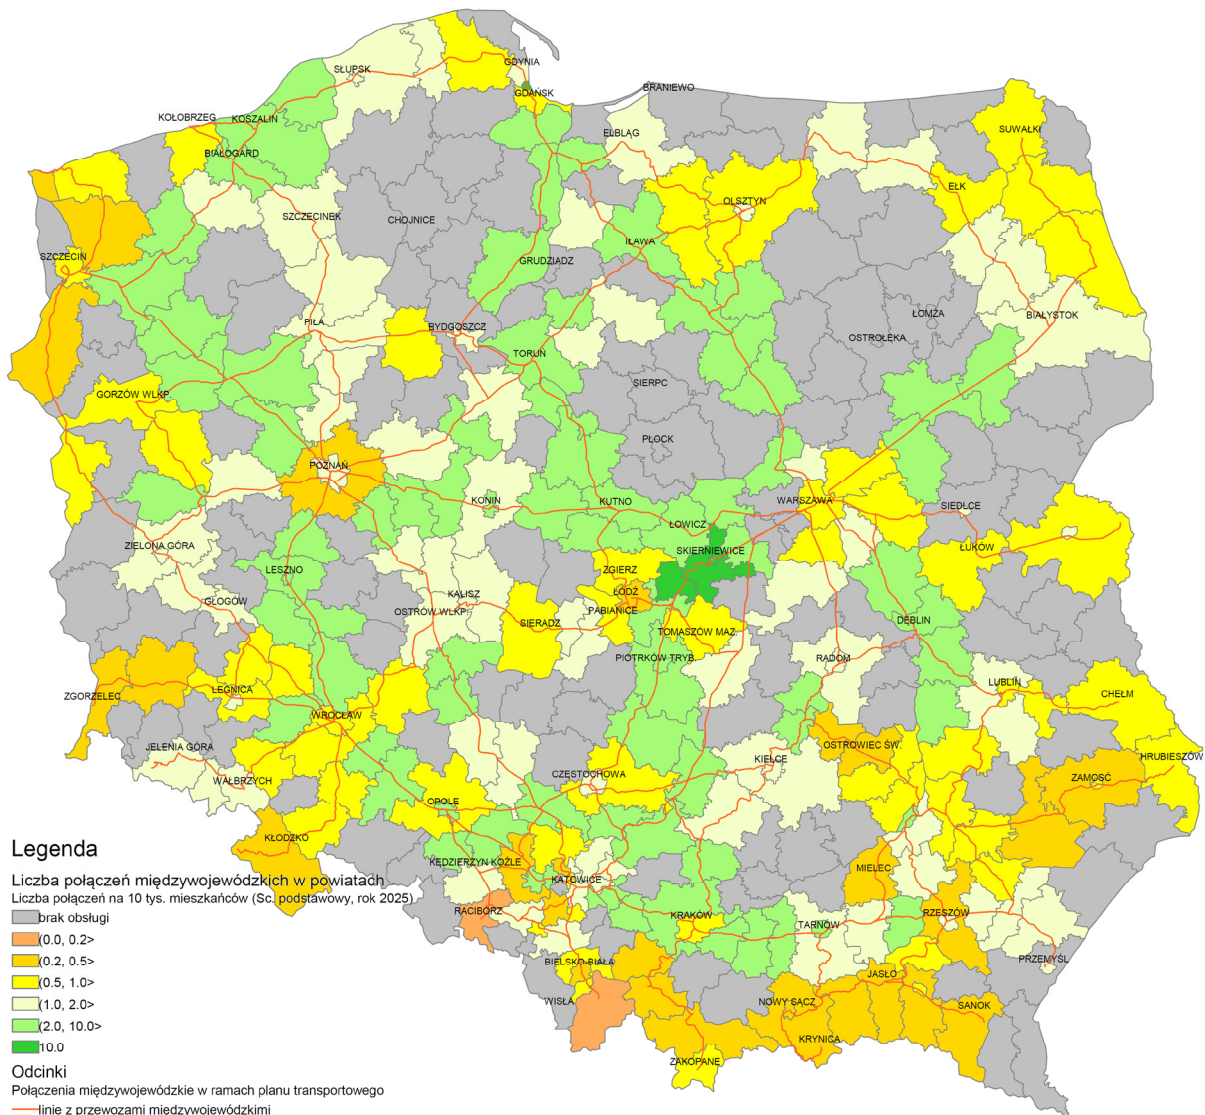 GDYNIA
SŁUPSK
GDAŃSK
BRANIEWO
KOŁOBRZEG
KOSZALIN
ELBLĄG
SUWAŁKI
BIAŁOGARD
EŁK
OLSZTYN
SZCZECINEK
CHOJNICE
IŁAWA
SZCZECIN
GRUDZIADZ
ŁOMŻA
BIAŁYSTOK
PIŁA
BYDGOSZCZ
OSTROŁĘKA
TORUŃ
SIERPC
GORZÓW WLKP.
PŁOCK
POZNAŃ
KONIN
KUTNO
WARSZAWA
SIEDLCE
ŁOWICZ
ZIELONA GÓRA
SKIERNIEWICE
ŁUKÓW
LESZNO
ZGIERZ
ŁÓDŹ
GŁOGÓW
KALISZ
OSTRÓW WLKP.
PABIANICE
SIERADZ
DĘBLIN
TOMASZÓW MAZ.
PIOTRKÓW TRYB.
RADOM
ZGORZELEC
LEGNICA
LUBLIN
CHEŁM
WROCŁAW
JELENIA GÓRA
OSTROWIEC ŚW.
HRUBIESZÓW
KIELCE
WAŁBRZYCH
CZĘSTOCHOWA
ZAMOŚĆ
OPOLE
KŁODZKO
KĘDZIERZYN KOŹLE
MIELEC
KATOWICE
RACIBÓRZ
KRAKÓW
RZESZÓW
TARNÓW
BIELSKO-BIAŁA
PRZEMYŚL
JASŁO
WISŁA
NOWY SĄCZ
SANOK
KRYNICA
ZAKOPANE
Legenda
Liczba połączeń międzywojewódzkich w powiatach
Liczba połączeń na 10 tys. mieszkańców (Sc. podstawowy, rok 2025)
brak obsługi
(0.0, 0.2>
(0.2, 0.5>
(0.5, 1.0>
(1.0, 2.0>
(2.0, 10.0>
10.0
Odcinki
Połączenia międzywojewódzkie w ramach planu transportowego
linie z przewozami międzywojewódzkimi